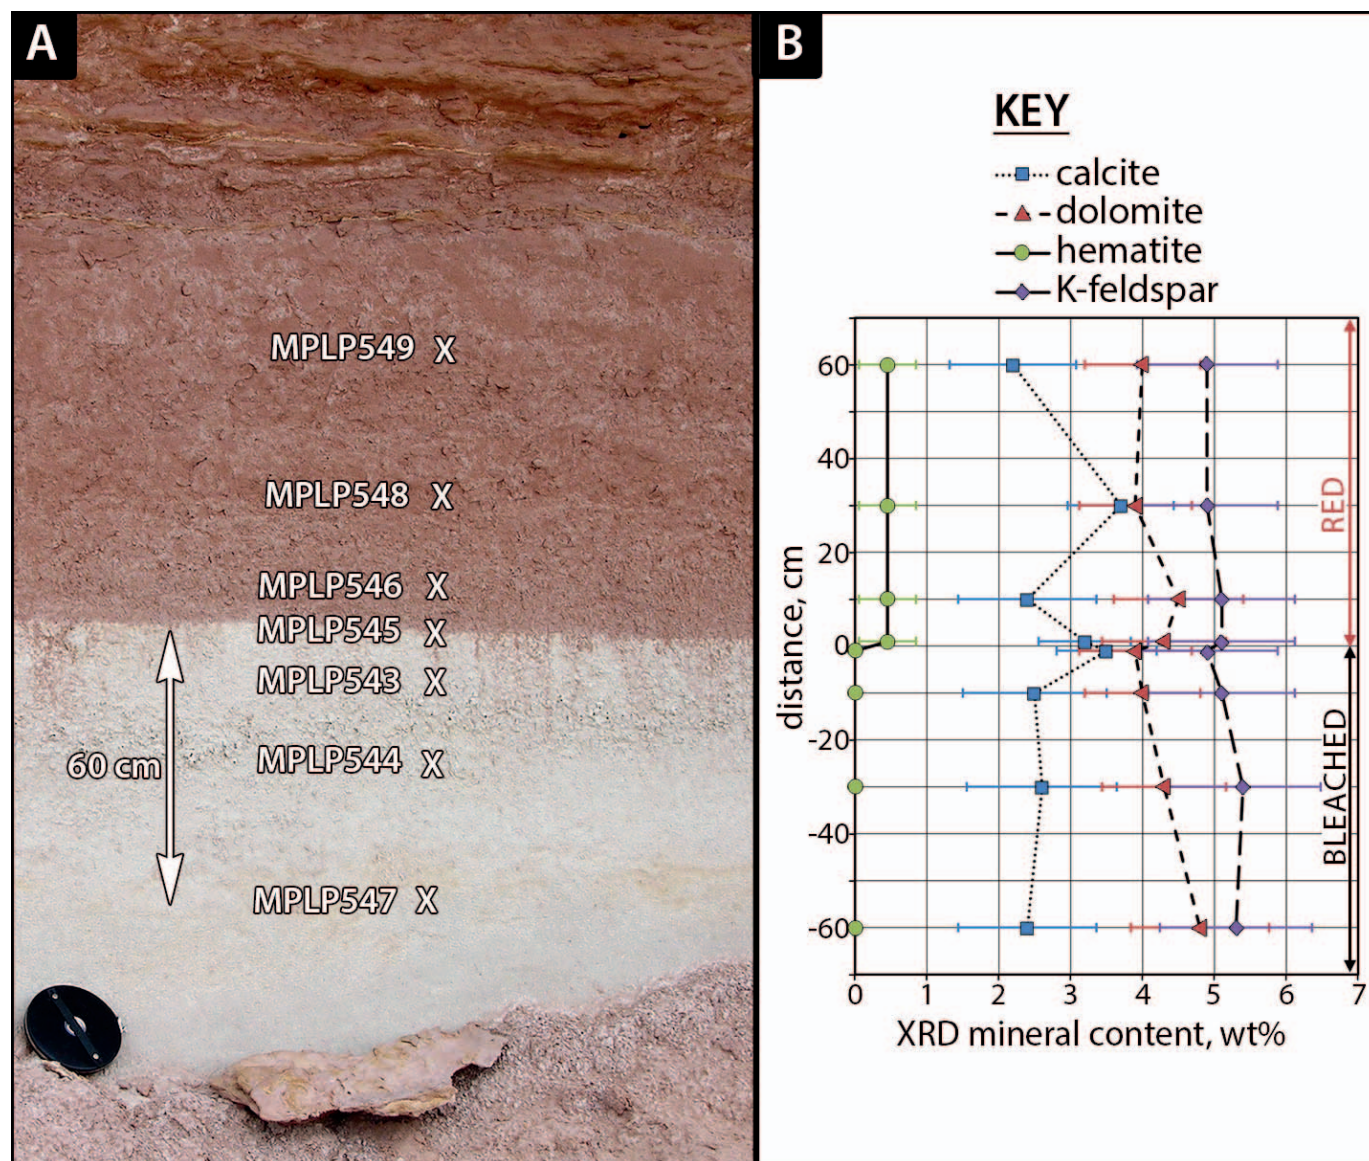 A
MPLP549 X
MPLP548 X
MPLP546 X
MPLP545 X
MPLP543 X
60 cm
MPLP544 X
MPLP547 X
B
KEY
calcite
dolomite
hematite
K-feldspar
60
40
20
0
-20
-40
-60
distance, cm
RED
BLEACHED
0 1 2 3 4 5 6 7
XRD mineral content, wt%